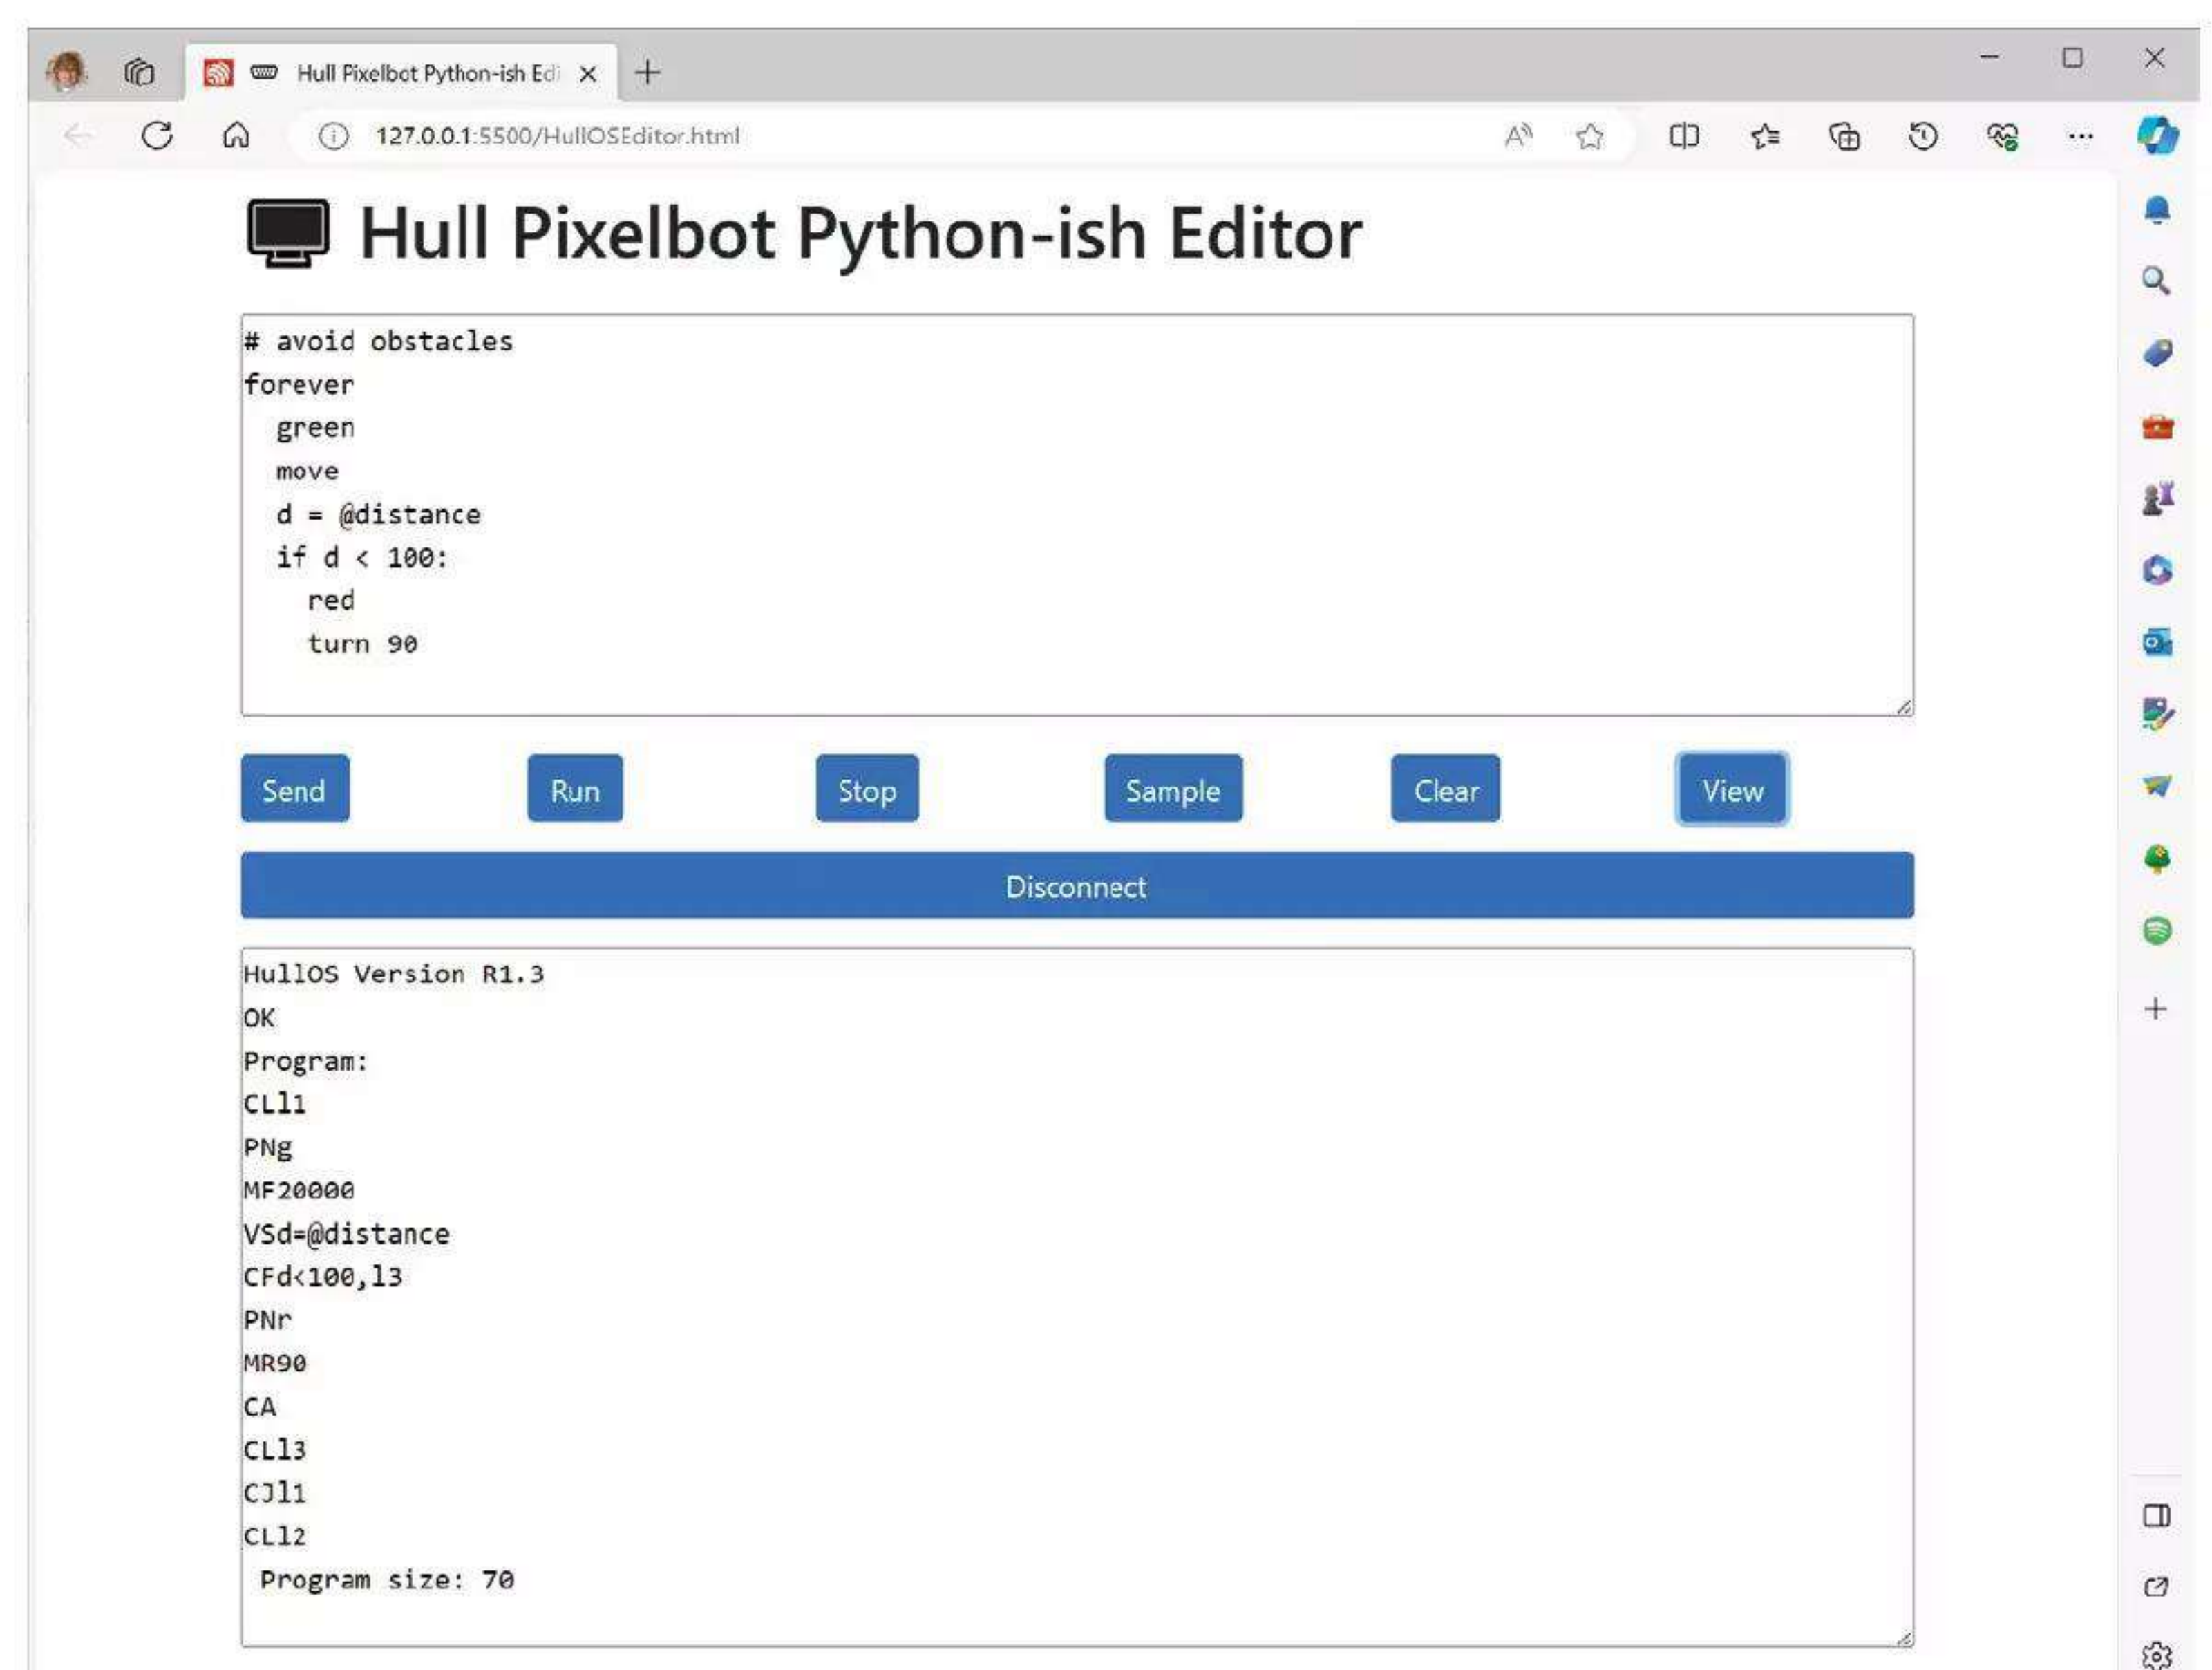 Hull Pixelbot Python-ish Edi
127.0.0.1:5500/HullOSEditor.html
Hull Pixelbot Python-ish Editor
# avoid obstacles
forever
  green
  move
  d = @distance
  if d < 100:
    red
    turn 90
Send Run Stop Sample Clear View
Disconnect
HullOS Version R1.3
OK
Program:
CLl1
PNg
MF20000
VSd=@distance
CFd<100,l3
PNr
MR90
CA
CLl3
CJl1
CLl2
 Program size: 70